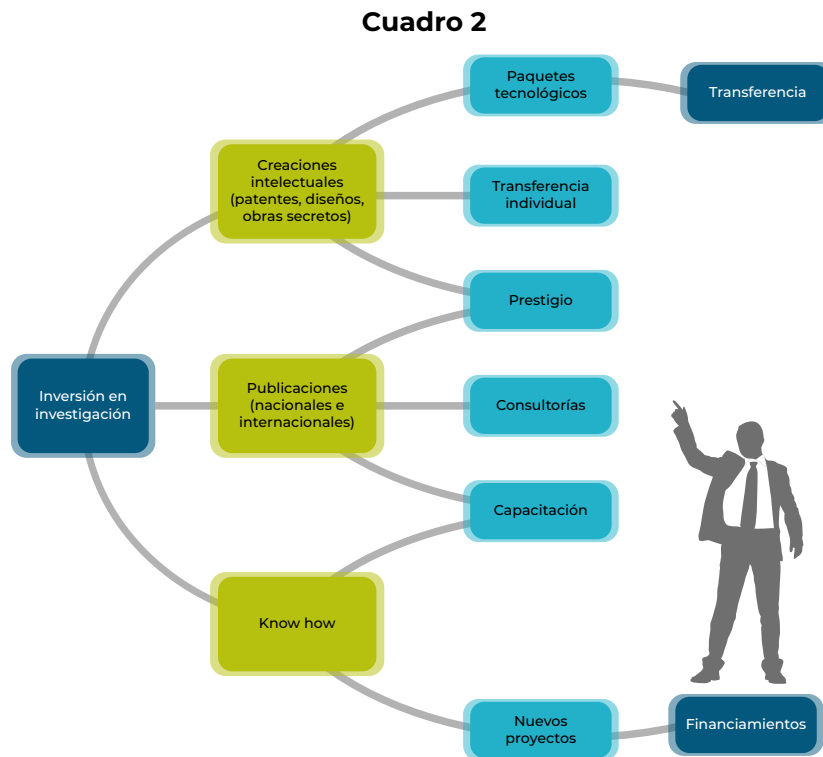 Cuadro 2
Paquetes
tecnológicos
Transferencia
Creaciones
intelectuales
(patentes, diseños,
obras secretos)
Transferencia
individual
Prestigio
Inversión en
investigación
Publicaciones
(nacionales e
internacionales)
Consultorías
Capacitación
Know how
Nuevos
proyectos
Financiamientos